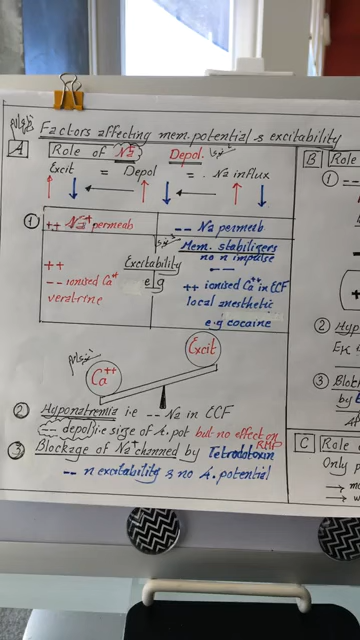 Factors affecting mem. potential & excitability
A Role of Na+ Depol.
Excit = Depol = Na influx
① ++ Na+ permeab
-- Na permeab
Mem. stabilizers
no n impulse
Excitability
e.g
++
-- ionised Ca++
veratrine
++ ionised Ca++ in ECF
local anesthetic
e.g cocaine
Ca++
Excit
② Hyponatremia i.e -- Na in ECF
-- depol i.e size of A. pot but no effect on RMP
③ Blockage of Na+ channel by Tetrodotoxin
-- n excitability & no A. potential
B Role
①
② Hyp
EK
③ Block
by
C Role
Only
→
→